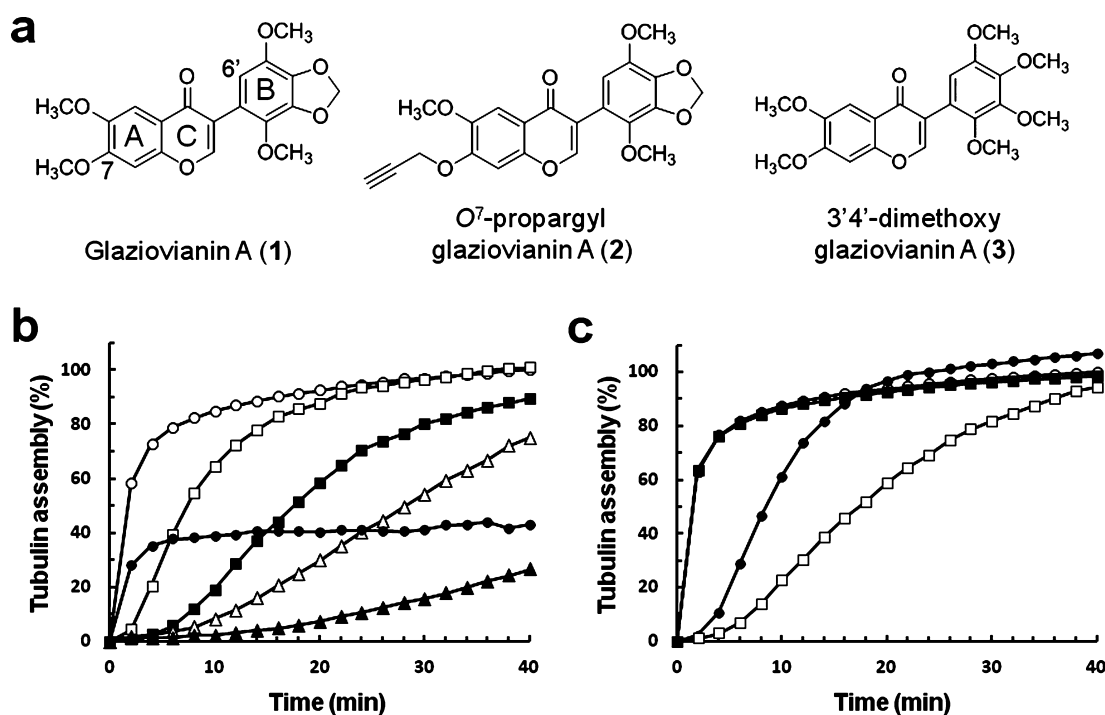 a
OCH₃
OCH₃
OCH₃
OCH₃
6'
O
O
O
B
O
O
O
O
OCH₃
H₃CO
H₃CO
O
H₃CO
A
C
OCH₃
OCH₃
OCH₃
H₃CO
7
O
O
O
H₃CO
O
O⁷-propargyl
3'4'-dimethoxy
Glaziovianin A (1)
glaziovianin A (2)
glaziovianin A (3)
b
Tubulin assembly (%)
100
80
60
40
20
0
0
10
20
30
40
Time (min)
c
Tubulin assembly (%)
100
80
60
40
20
0
0
10
20
30
40
Time (min)